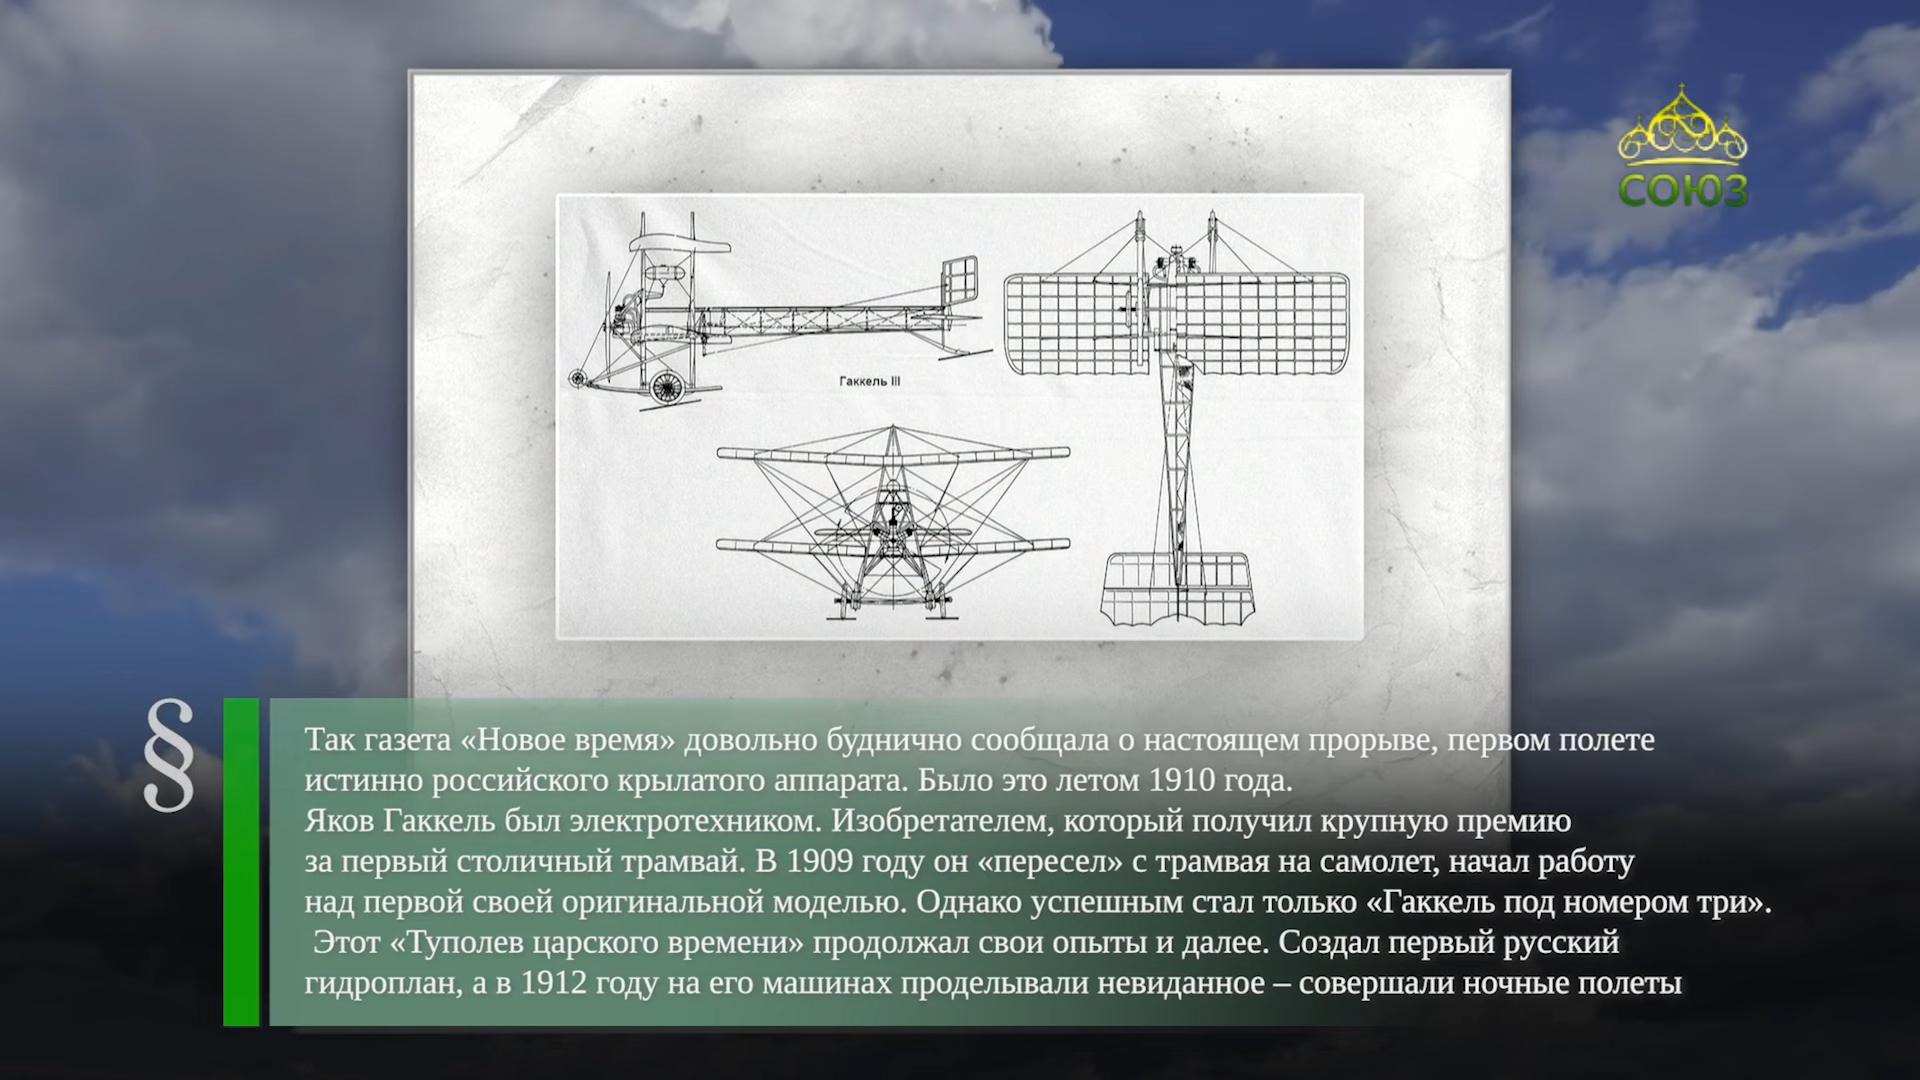 СОЮЗ
Гаккель III
§
Так газета «Новое время» довольно буднично сообщала о настоящем прорыве, первом полете
истинно российского крылатого аппарата. Было это летом 1910 года.
Яков Гаккель был электротехником. Изобретателем, который получил крупную премию
за первый столичный трамвай. В 1909 году он «пересел» с трамвая на самолет, начал работу
над первой своей оригинальной моделью. Однако успешным стал только «Гаккель под номером три».
Этот «Туполев царского времени» продолжал свои опыты и далее. Создал первый русский
гидроплан, а в 1912 году на его машинах проделывали невиданное – совершали ночные полеты